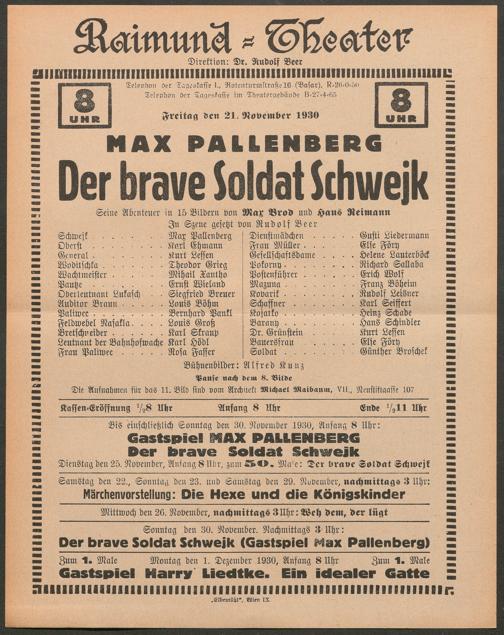 Raimund = Theater
Direktion: Dr. Rudolf Beer
8 UHR
Telephon der Tageskasse I., Rotenturmstraße 16 (Basar), R-26-0-50
Telephon der Tageskasse im Theatergebäude B-27-4-65
8 UHR
Freitag den 21. November 1930
MAX PALLENBERG
Der brave Soldat Schwejk
Seine Abenteuer in 15 Bildern von Max Brod und Hans Reimann
In Szene gesetzt von Rudolf Beer
Schwejk . . . . . . . . . Max Pallenberg
Oberst . . . . . . . . . Karl Ehmann
General . . . . . . . . . Kurt Lessen
Woditschka . . . . . . . Theodor Grieg
Wachtmeister . . . . . . Mihail Xantho
Pantze . . . . . . . . . Ernst Wieland
Oberleutnant Lukasch . . Siegfried Breuer
Auditor Braun . . . . . . Louis Böhm
Palivec . . . . . . . . . Bernhard Pankl
Feldwebel Nasakla . . . . Louis Groß
Bretschneider . . . . . . Karl Skraup
Leutnant der Bahnhofswache Karl Hödl
Frau Palivec . . . . . . Rosa Fasser
Dienstmädchen . . . . . . Gusti Liedermann
Frau Müller . . . . . . . Else Föry
Gesellschaftsdame . . . . Helene Lauterböck
Pokorny . . . . . . . . . Richard Sallaba
Postenführer . . . . . . Erich Wolf
Mazuna . . . . . . . . . Franz Böheim
Kovarik . . . . . . . . . Rudolf Leisner
Schaffner . . . . . . . . Karl Seiffert
Kojatko . . . . . . . . . Heinz Schade
Barany . . . . . . . . . Hans Schindler
Dr. Grünstein . . . . . . Kurt Lessen
Bauersfrau . . . . . . . Else Föry
Soldat . . . . . . . . . Günther Broschek
Bühnenbilder: Alfred Kunz
Pause nach dem 8. Bilde
Die Aufnahmen für das 11. Bild sind vom Architekt Michael Maibaum, VII., Neustiftgasse 107
Kassen-Eröffnung ½8 Uhr Anfang 8 Uhr Ende ½11 Uhr
Bis einschließlich Sonntag den 30. November 1930, Anfang 8 Uhr:
Gastspiel MAX PALLENBERG
Der brave Soldat Schwejk
Dienstag den 25. November, Anfang 8 Uhr, zum 50. Male: Der brave Soldat Schwejk
Samstag den 22., Sonntag den 23. und Samstag den 29. November, nachmittags 3 Uhr:
Märchenvorstellung: Die Hexe und die Königskinder
Mittwoch den 26. November, nachmittags 3 Uhr: Weh dem, der lügt
Sonntag den 30. November. Nachmittags 3 Uhr:
Der brave Soldat Schwejk (Gastspiel Max Pallenberg)
Zum 1. Male Montag den 1. Dezember 1930, Anfang 8 Uhr Zum 1. Male
Gastspiel Harry Liedtke. Ein idealer Gatte
„Elbemühl“, Wien IX.